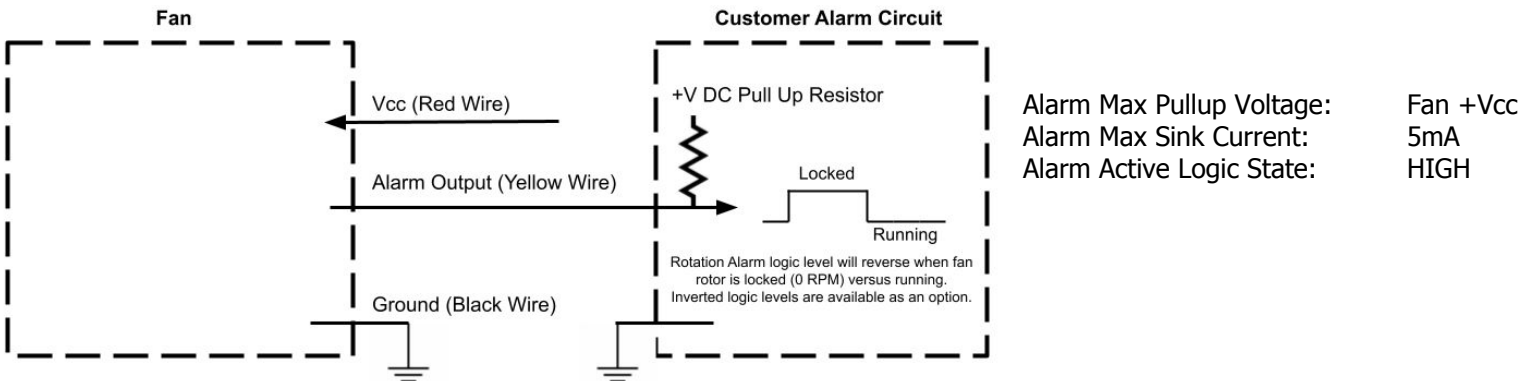 Fan
Customer Alarm Circuit
Vcc (Red Wire)
+V DC Pull Up Resistor
Alarm Output (Yellow Wire)
Locked
Running
Rotation Alarm logic level will reverse when fan
rotor is locked (0 RPM) versus running.
Inverted logic levels are available as an option.
Ground (Black Wire)
Alarm Max Pullup Voltage: Fan +Vcc
Alarm Max Sink Current: 5mA
Alarm Active Logic State: HIGH